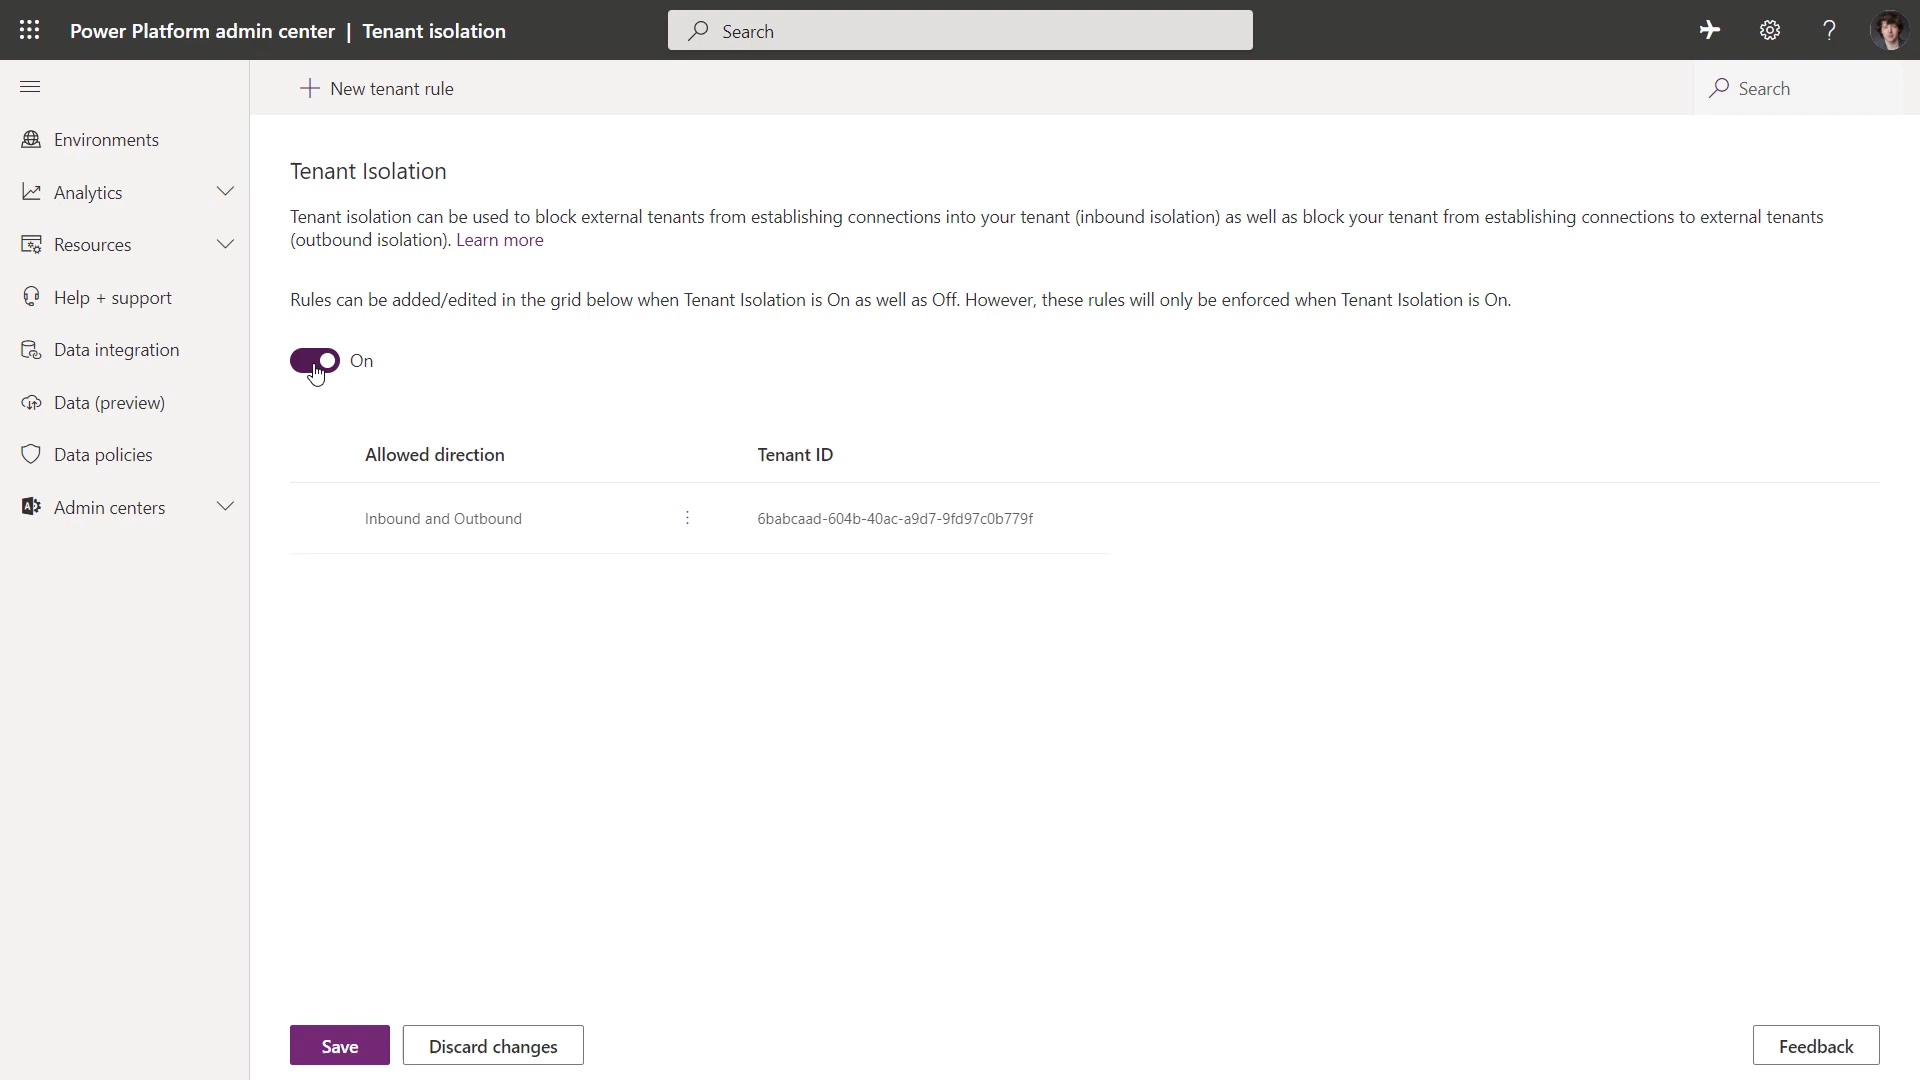 Power Platform admin center | Tenant isolation
Search
?
New tenant rule
Search
Environments
Analytics
Resources
Help + support
Data integration
Data (preview)
Data policies
Admin centers
Tenant Isolation
Tenant isolation can be used to block external tenants from establishing connections into your tenant (inbound isolation) as well as block your tenant from establishing connections to external tenants
(outbound isolation). Learn more
Rules can be added/edited in the grid below when Tenant Isolation is On as well as Off. However, these rules will only be enforced when Tenant Isolation is On.
On
Allowed direction Tenant ID
Inbound and Outbound 6babcaad-604b-40ac-a9d7-9fd97c0b779f
Save Discard changes Feedback